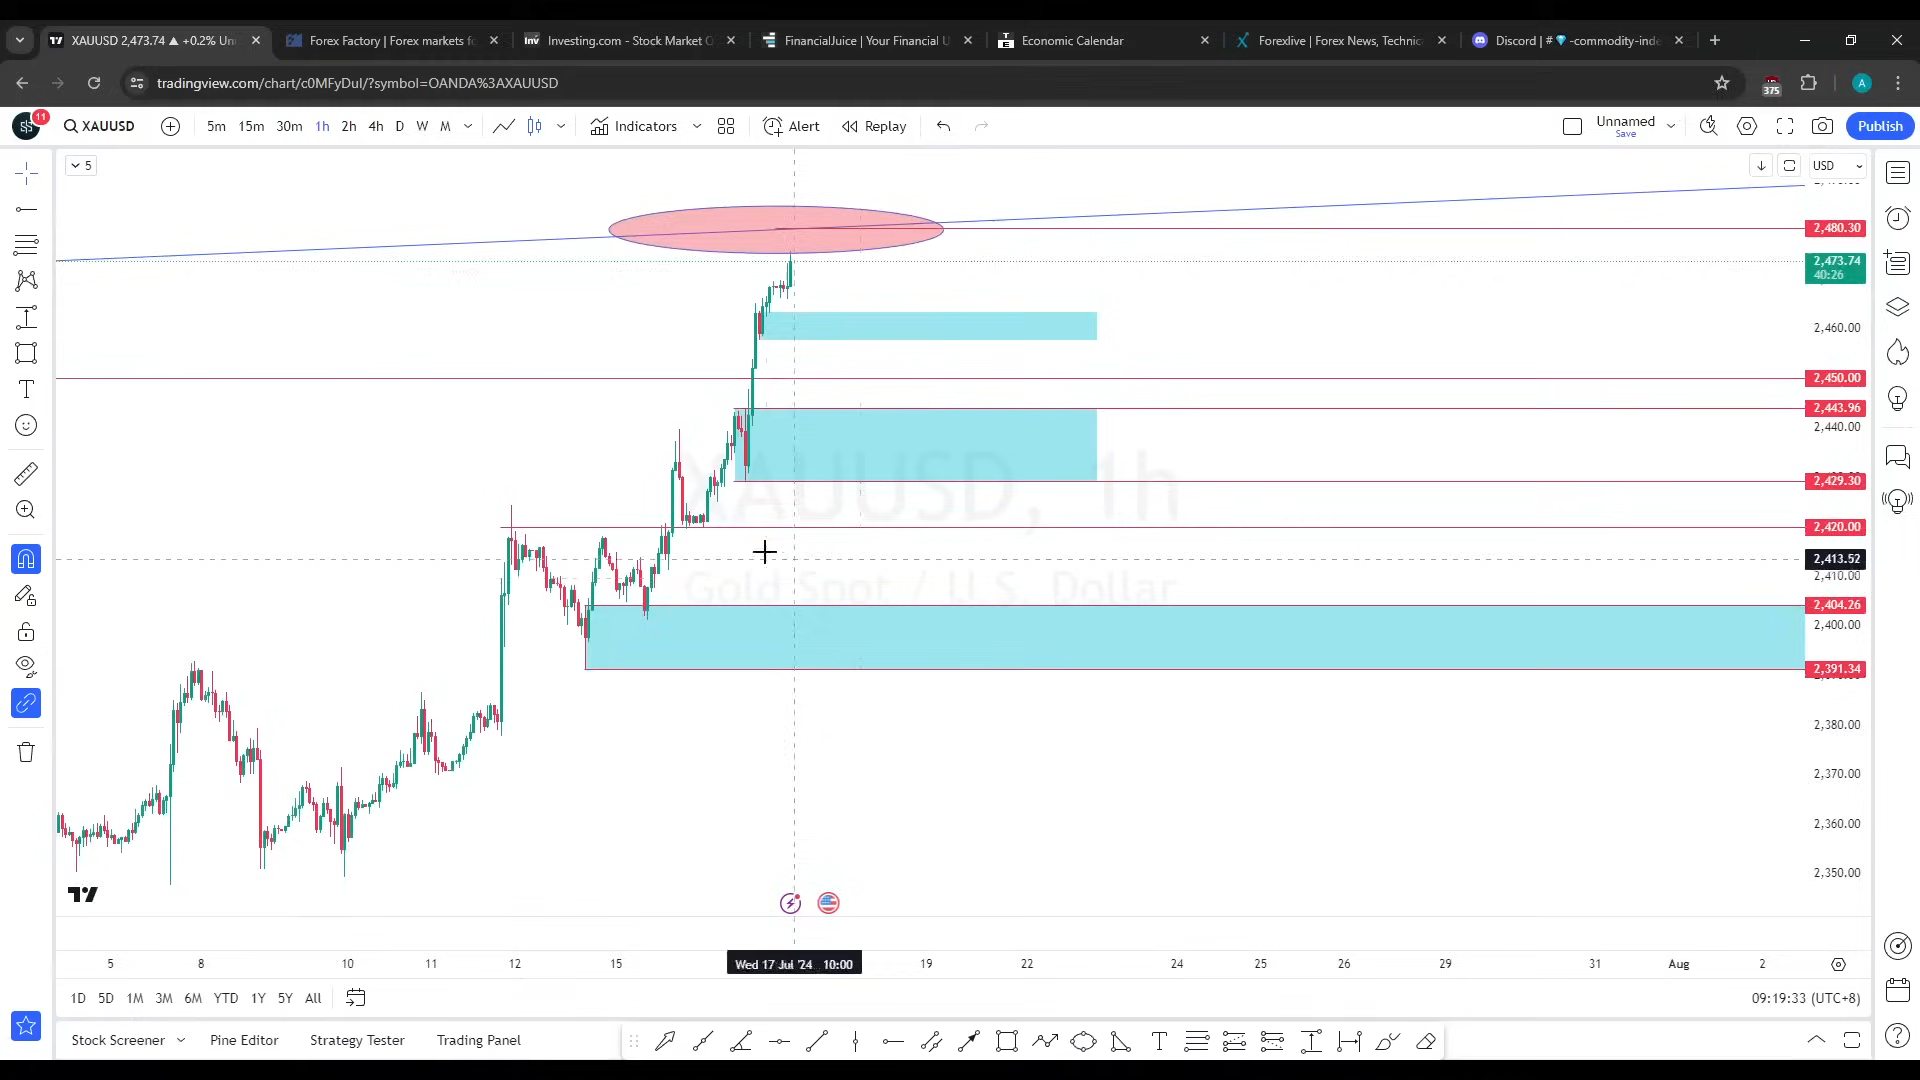 XAUUSD 2,473.74 ▲ +0.2% Un
Forex Factory | Forex markets fo
Investing.com - Stock Market Q
FinancialJuice | Your Financial
Economic Calendar
Forexlive | Forex News, Technic
Discord | # 💎 -commodity-inde
tradingview.com/chart/c0MFyDuI/?symbol=OANDA%3AXAUUSD
375
A
11
XAUUSD
5m 15m 30m 1h 2h 4h D W M
Indicators
Alert
Replay
Unnamed
Save
Publish
5
USD
2,480.30
2,473.74
40:26
2,460.00
2,450.00
2,443.96
2,440.00
2,429.30
XAUUSD, 1h
2,420.00
2,413.52
2,410.00
Gold Spot / U.S. Dollar
2,404.26
2,400.00
2,391.34
2,380.00
2,370.00
2,360.00
2,350.00
5 8 10 11 12 15 Wed 17 Jul '24 10:00 19 22 24 25 26 29 31 Aug 2
1D 5D 1M 3M 6M YTD 1Y 5Y All
09:19:33 (UTC+8)
Stock Screener
Pine Editor
Strategy Tester
Trading Panel